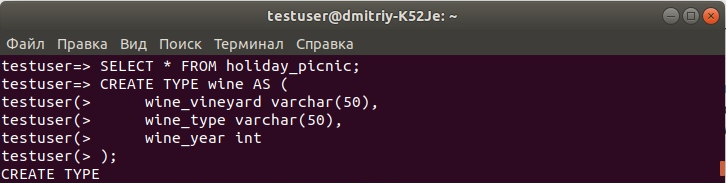 testuser@dmitriy-K52Je: ~
Файл Правка Вид Поиск Терминал Справка
testuser=> SELECT * FROM holiday_picnic;
testuser=> CREATE TYPE wine AS (
testuser(>      wine_vineyard varchar(50),
testuser(>      wine_type varchar(50),
testuser(>      wine_year int
testuser(> );
CREATE TYPE